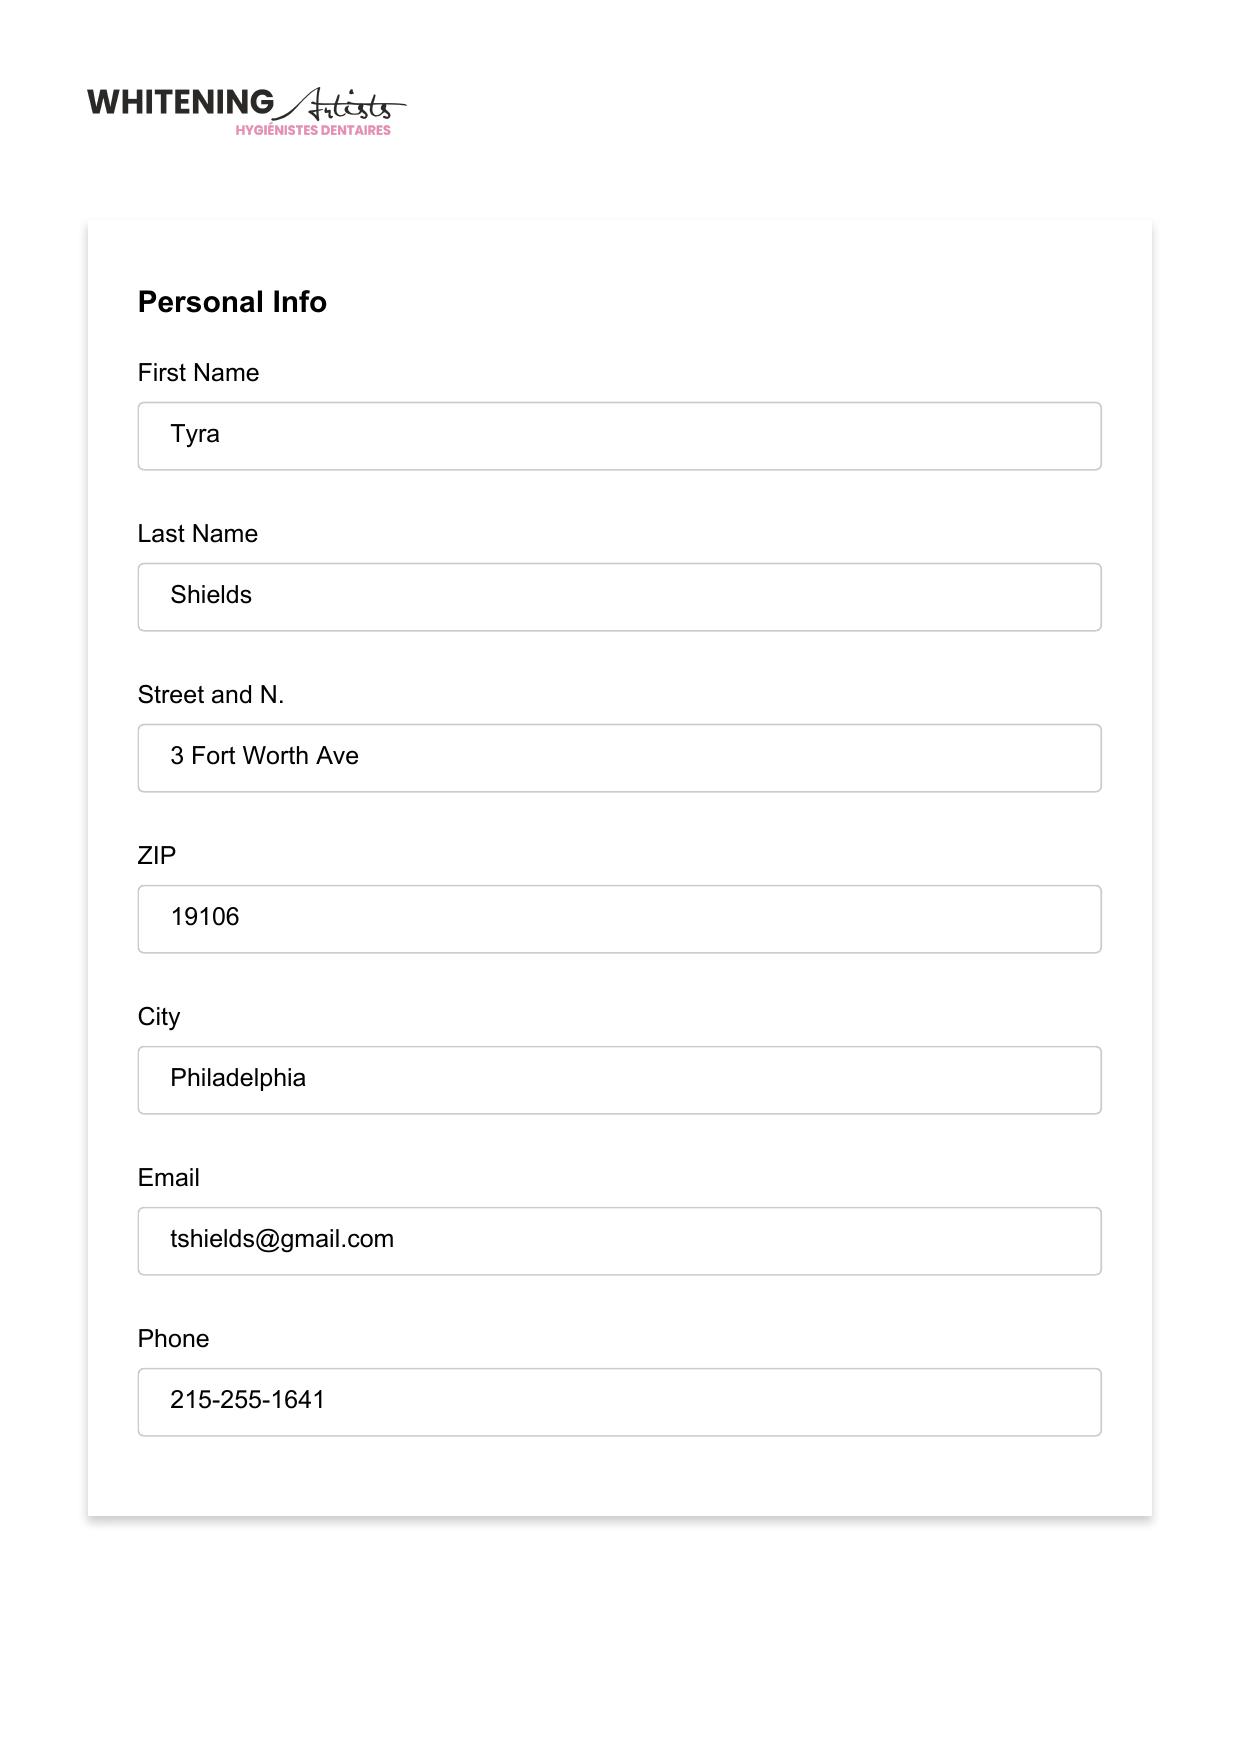 WHITENING Artists
HYGIÉNISTES DENTAIRES
Personal Info
First Name
Tyra
Last Name
Shields
Street and N.
3 Fort Worth Ave
ZIP
19106
City
Philadelphia
Email
tshields@gmail.com
Phone
215-255-1641